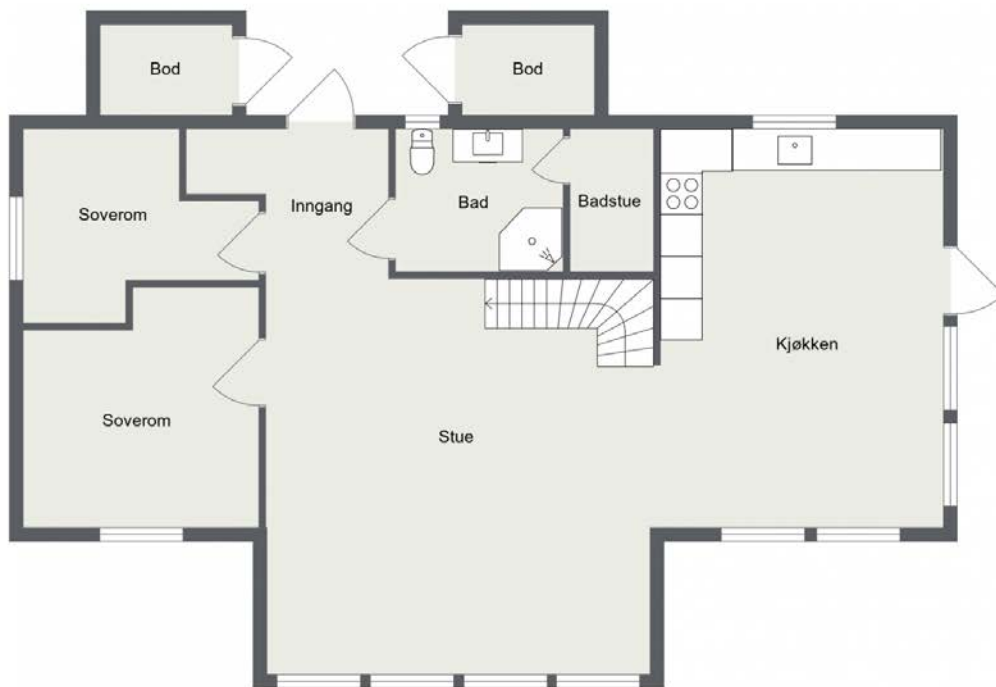 Bod
Bod
Soverom
Inngang
Bad
Badstue
Kjøkken
Soverom
Stue